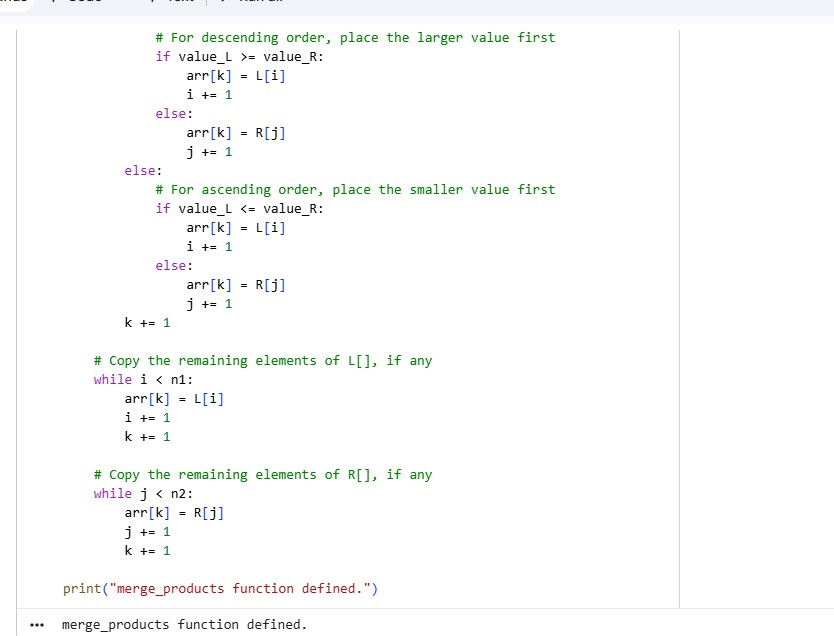 # For descending order, place the larger value first
            if value_L >= value_R:
                arr[k] = L[i]
                i += 1
            else:
                arr[k] = R[j]
                j += 1
        else:
            # For ascending order, place the smaller value first
            if value_L <= value_R:
                arr[k] = L[i]
                i += 1
            else:
                arr[k] = R[j]
                j += 1
        k += 1

    # Copy the remaining elements of L[], if any
    while i < n1:
        arr[k] = L[i]
        i += 1
        k += 1

    # Copy the remaining elements of R[], if any
    while j < n2:
        arr[k] = R[j]
        j += 1
        k += 1

print("merge_products function defined.")
••• merge_products function defined.